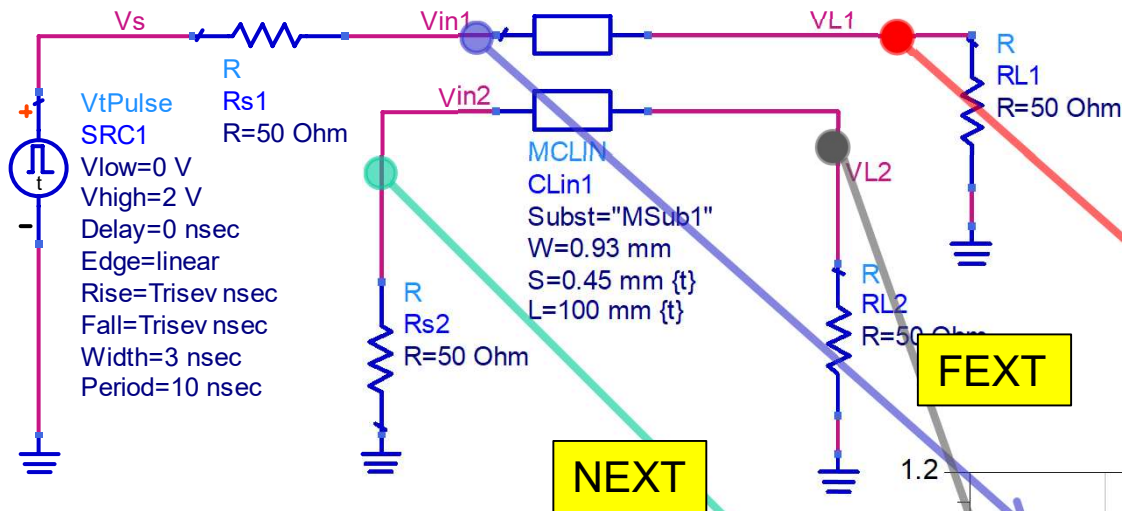 Vs
Vin1
VL1
R
Rs1
R=50 Ohm
R
RL1
R=50 Ohm
VtPulse
SRC1
Vlow=0 V
Vhigh=2 V
Delay=0 nsec
Edge=linear
Rise=Trisev nsec
Fall=Trisev nsec
Width=3 nsec
Period=10 nsec
+
t
-
Vin2
VL2
MCLIN
CLin1
Subst="MSub1"
W=0.93 mm
S=0.45 mm {t}
L=100 mm {t}
R
Rs2
R=50 Ohm
R
RL2
R=50 Ohm
FEXT
NEXT
1.2